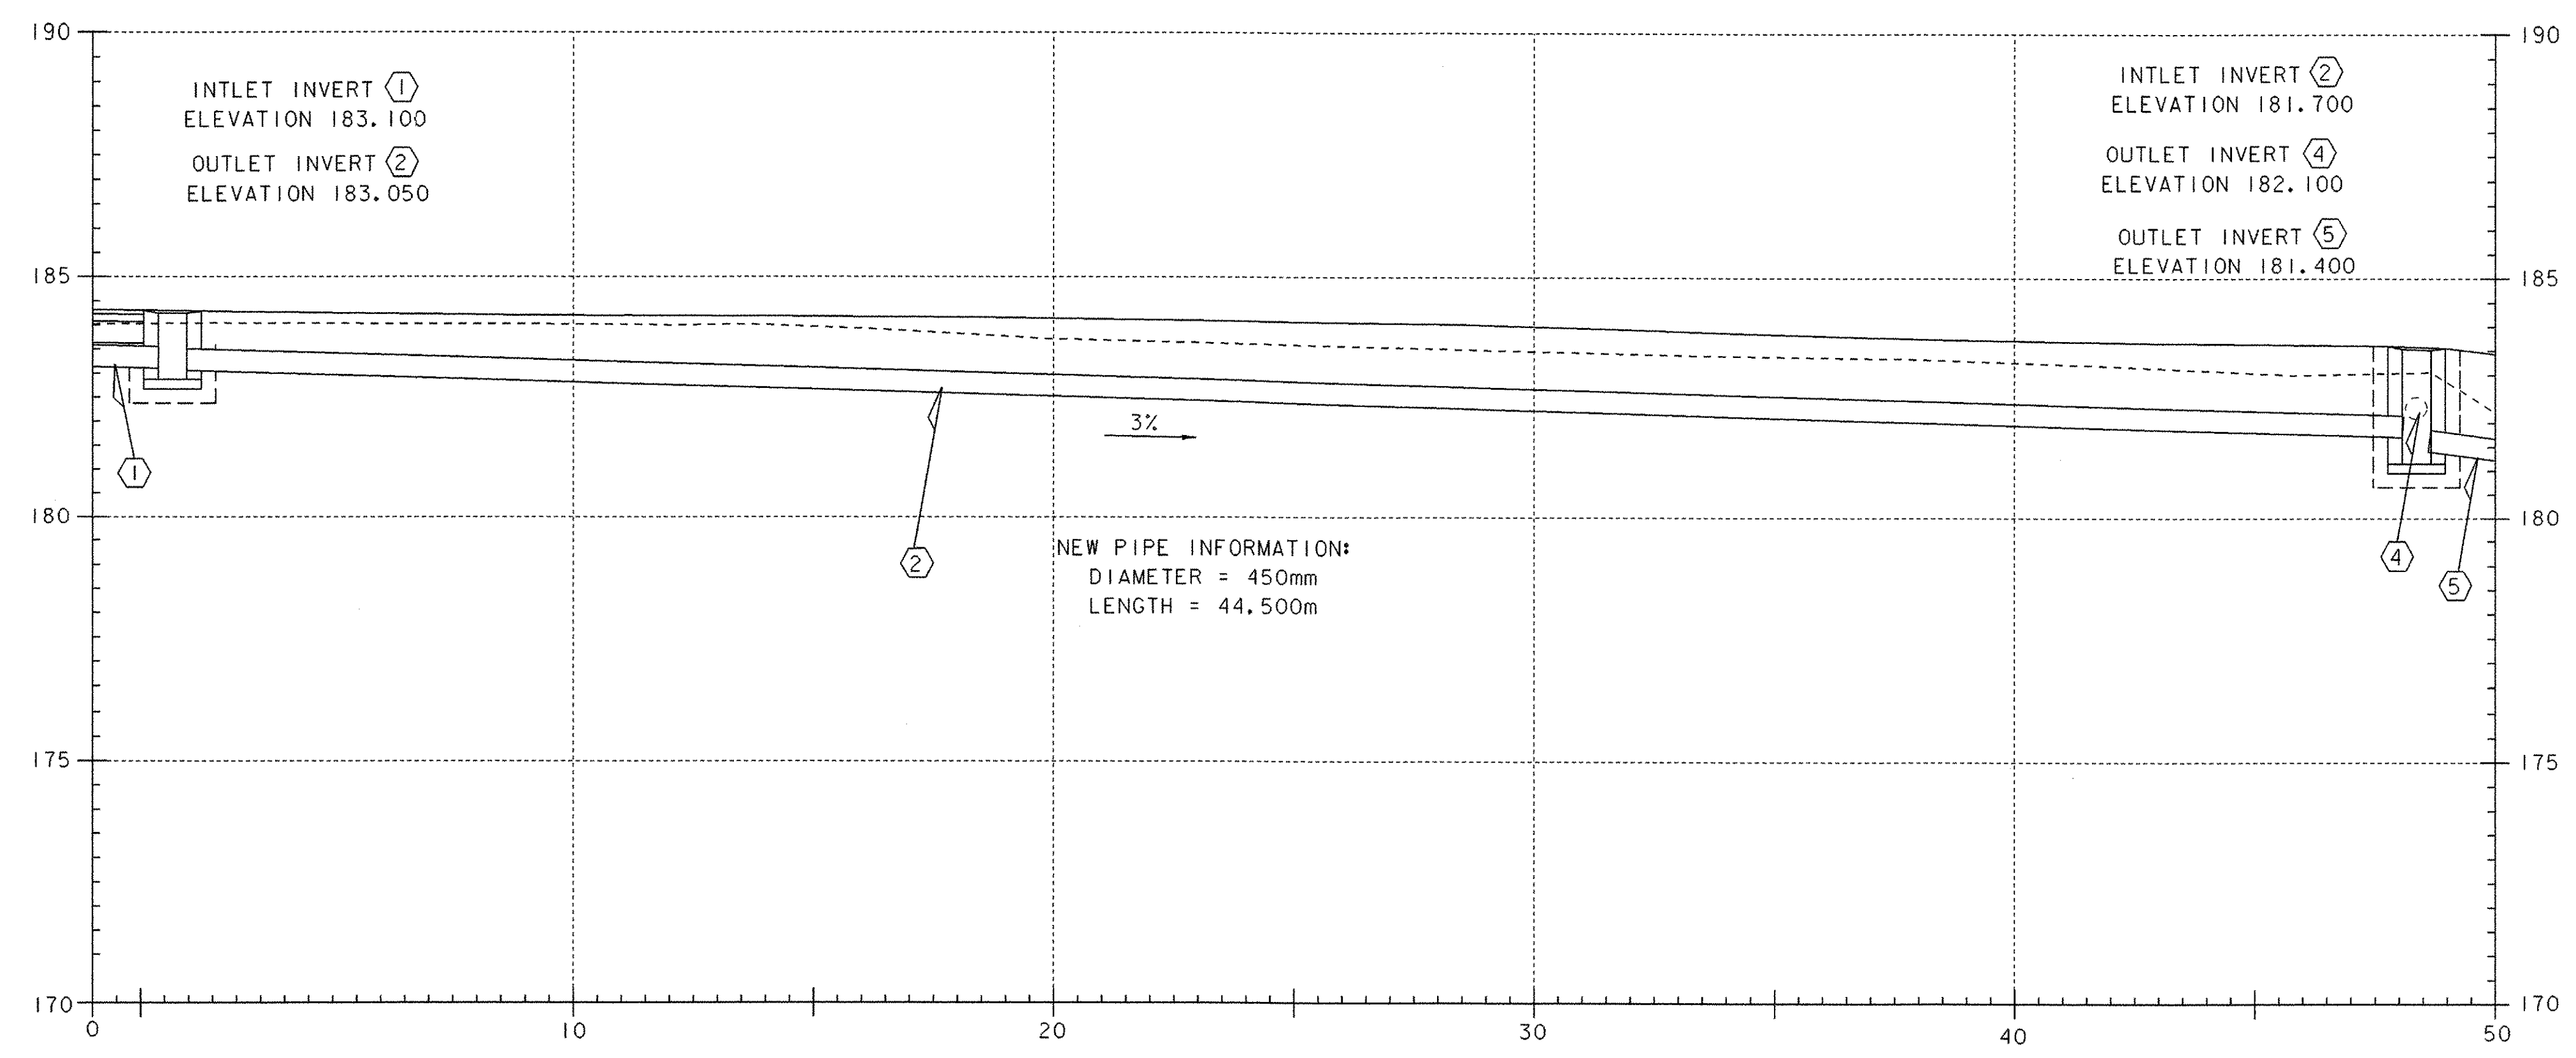 190
190
INTLET INVERT 1
ELEVATION 183.100
OUTLET INVERT 2
ELEVATION 183.050
INTLET INVERT 2
ELEVATION 181.700
OUTLET INVERT 4
ELEVATION 182.100
OUTLET INVERT 5
ELEVATION 181.400
185
185
3%
1
180
180
2
4
5
NEW PIPE INFORMATION:
DIAMETER = 450mm
LENGTH = 44.500m
175
175
170
170
0 10 20 30 40 50